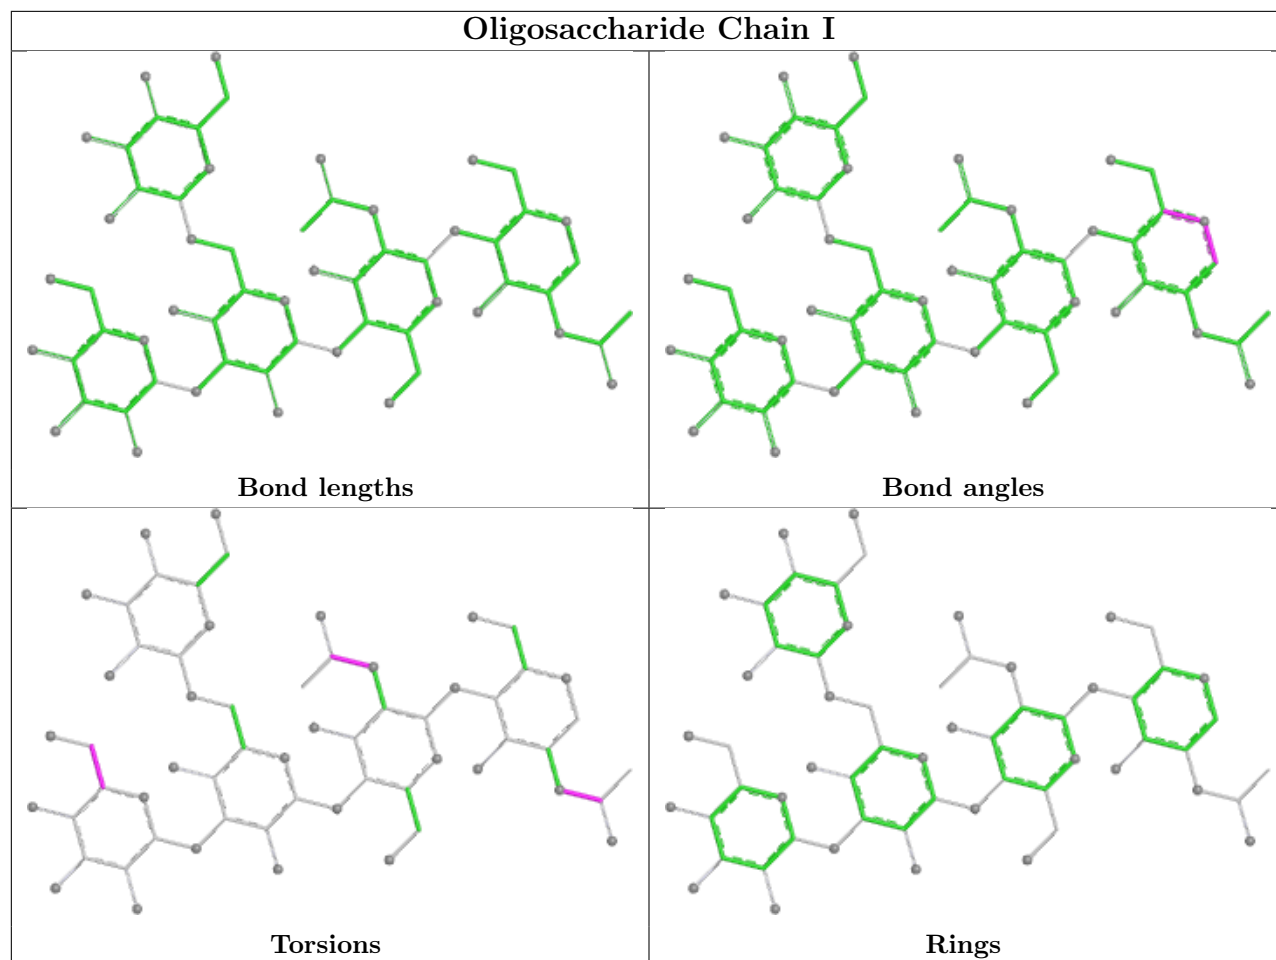 Oligosaccharide Chain I
Bond lengths
Bond angles
Torsions
Rings